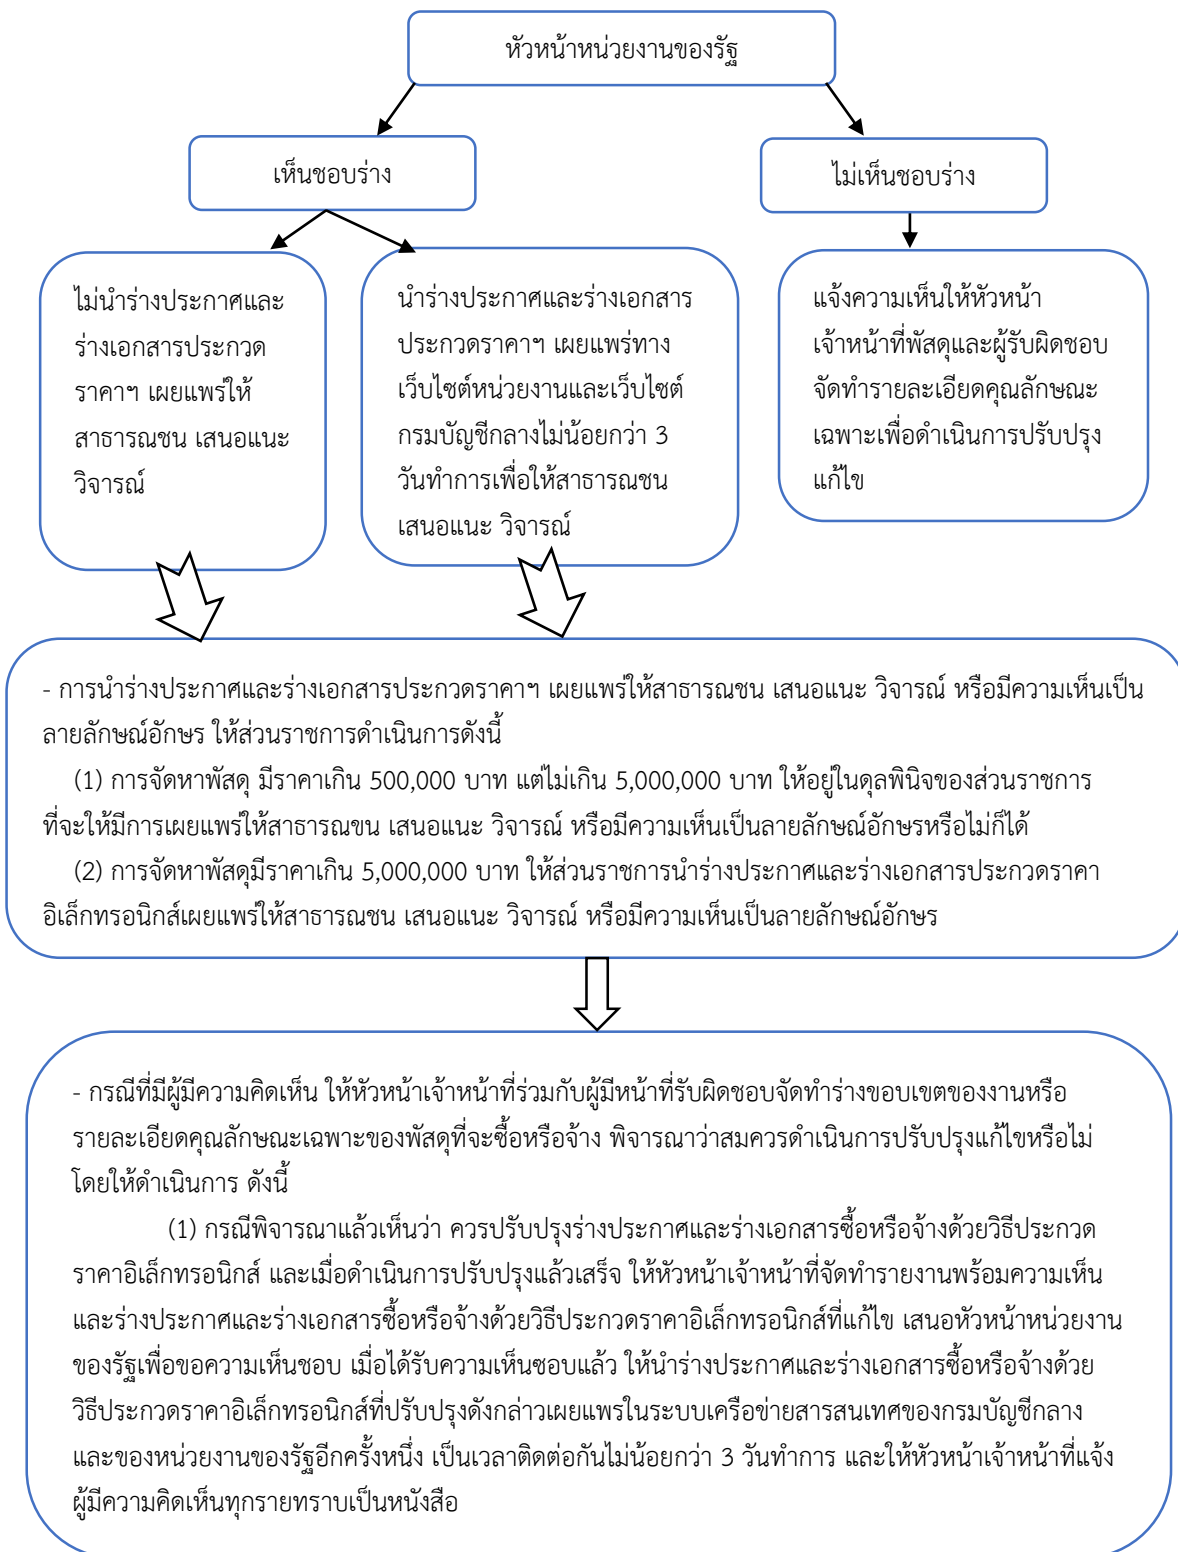 หัวหน้าหน่วยงานของรัฐ
เห็นชอบร่าง
ไม่เห็นชอบร่าง
ไม่นำร่างประกาศและ
ร่างเอกสารประกวด
ราคาฯ เผยแพร่ให้
สาธารณชน เสนอแนะ
วิจารณ์
นำร่างประกาศและร่างเอกสาร
ประกวดราคาฯ เผยแพร่ทาง
เว็บไซต์หน่วยงานและเว็บไซต์
กรมบัญชีกลางไม่น้อยกว่า 3
วันทำการเพื่อให้สาธารณชน
เสนอแนะ วิจารณ์
แจ้งความเห็นให้หัวหน้า
เจ้าหน้าที่พัสดุและผู้รับผิดชอบ
จัดทำรายละเอียดคุณลักษณะ
เฉพาะเพื่อดำเนินการปรับปรุง
แก้ไข
- การนำร่างประกาศและร่างเอกสารประกวดราคาฯ เผยแพร่ให้สาธารณชน เสนอแนะ วิจารณ์ หรือมีความเห็นเป็น
ลายลักษณ์อักษร ให้ส่วนราชการดำเนินการดังนี้
(1) การจัดหาพัสดุ มีราคาเกิน 500,000 บาท แต่ไม่เกิน 5,000,000 บาท ให้อยู่ในดุลพินิจของส่วนราชการ
ที่จะให้มีการเผยแพร่ให้สาธารณขน เสนอแนะ วิจารณ์ หรือมีความเห็นเป็นลายลักษณ์อักษรหรือไม่ก็ได้
(2) การจัดหาพัสดุมีราคาเกิน 5,000,000 บาท ให้ส่วนราชการนำร่างประกาศและร่างเอกสารประกวดราคา
อิเล็กทรอนิกส์เผยแพร่ให้สาธารณชน เสนอแนะ วิจารณ์ หรือมีความเห็นเป็นลายลักษณ์อักษร
- กรณีที่มีผู้มีความคิดเห็น ให้หัวหน้าเจ้าหน้าที่ร่วมกับผู้มีหน้าที่รับผิดชอบจัดทำร่างขอบเขตของงานหรือ
รายละเอียดคุณลักษณะเฉพาะของพัสดุที่จะซื้อหรือจ้าง พิจารณาว่าสมควรดำเนินการปรับปรุงแก้ไขหรือไม่
โดยให้ดำเนินการ ดังนี้
(1) กรณีพิจารณาแล้วเห็นว่า ควรปรับปรุงร่างประกาศและร่างเอกสารซื้อหรือจ้างด้วยวิธีประกวด
ราคาอิเล็กทรอนิกส์ และเมื่อดำเนินการปรับปรุงแล้วเสร็จ ให้หัวหน้าเจ้าหน้าที่จัดทำรายงานพร้อมความเห็น
และร่างประกาศและร่างเอกสารซื้อหรือจ้างด้วยวิธีประกวดราคาอิเล็กทรอนิกส์ที่แก้ไข เสนอหัวหน้าหน่วยงาน
ของรัฐเพื่อขอความเห็นชอบ เมื่อได้รับความเห็นชอบแล้ว ให้นำร่างประกาศและร่างเอกสารซื้อหรือจ้างด้วย
วิธีประกวดราคาอิเล็กทรอนิกส์ที่ปรับปรุงดังกล่าวเผยแพร่ในระบบเครือข่ายสารสนเทศของกรมบัญชีกลาง
และของหน่วยงานของรัฐอีกครั้งหนึ่ง เป็นเวลาติดต่อกันไม่น้อยกว่า 3 วันทำการ และให้หัวหน้าเจ้าหน้าที่แจ้ง
ผู้มีความคิดเห็นทุกรายทราบเป็นหนังสือ